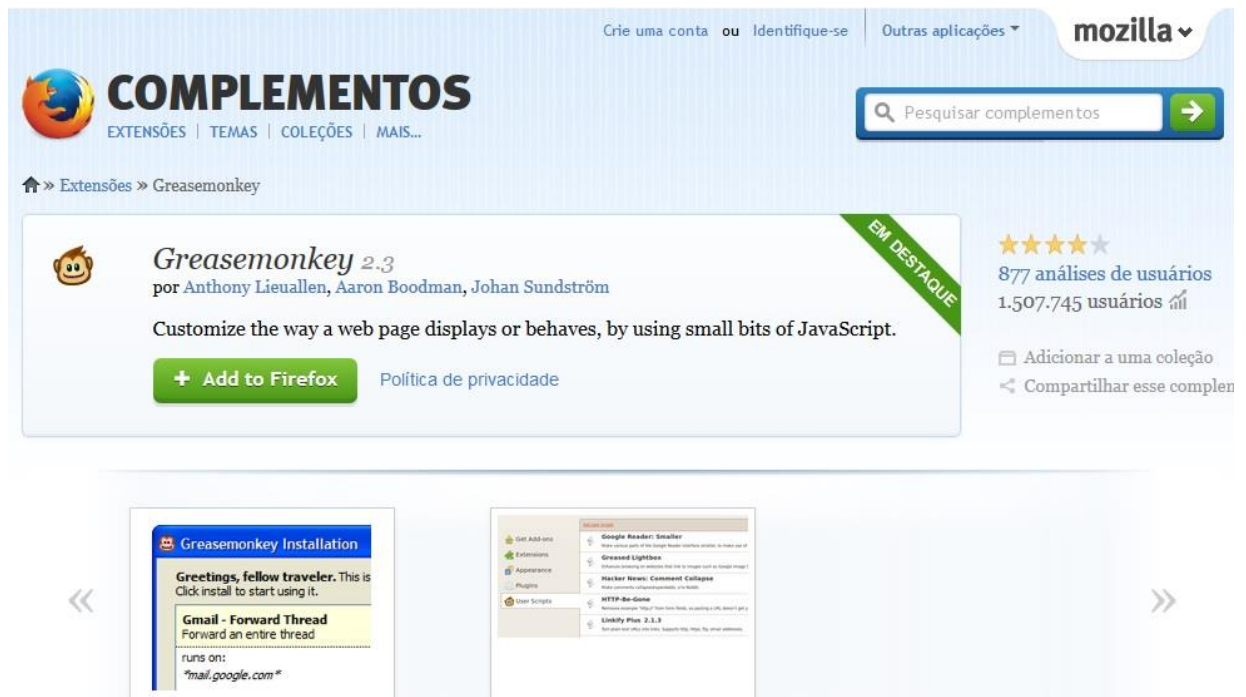 Crie uma conta ou Identifique-se Outras aplicações mozilla
COMPLEMENTOS
EXTENSÕES | TEMAS | COLEÇÕES | MAIS...
Pesquisar complementos
» Extensões » Greasemonkey
EM DESTAQUE
Greasemonkey 2.3
por Anthony Lieuallen, Aaron Boodman, Johan Sundström
Customize the way a web page displays or behaves, by using small bits of JavaScript.
+ Add to Firefox Política de privacidade
877 análises de usuários
1.507.745 usuários
Adicionar a uma coleção
Compartilhar esse complem
«
Greasemonkey Installation
Greetings, fellow traveler. This is
Click install to start using it.
Gmail - Forward Thread
Forward an entire thread
runs on:
*mail.google.com*
Get Add-ons
Extensions
Appearance
Plugins
User Scripts
Google Reader: Smaller
Greased Lightbox
Hacker News: Comment Collapse
HTTP-Be-Gone
Linkify Plus 2.1.3
»